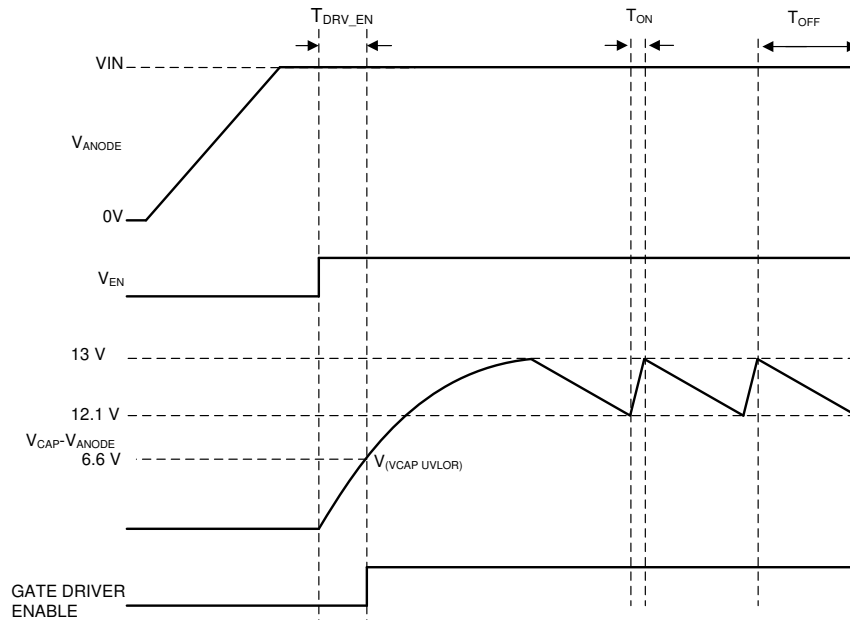 TDRV_EN
TON
TOFF
VIN
VANODE
0V
VEN
13 V
12.1 V
VCAP-VANODE
6.6 V
V(VCAP UVLOR)
GATE DRIVER
ENABLE